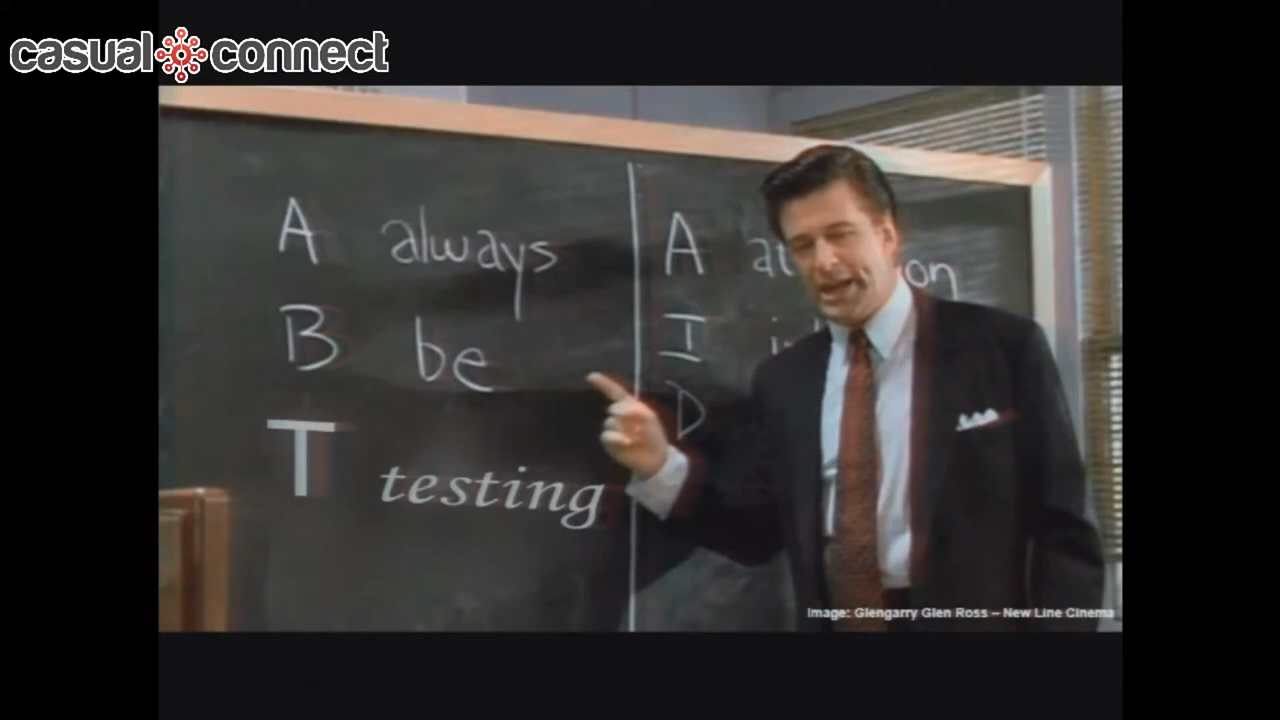 casual connect
A always
B be
T testing
A
I
D
Image: Glengarry Glen Ross – New Line Cinema